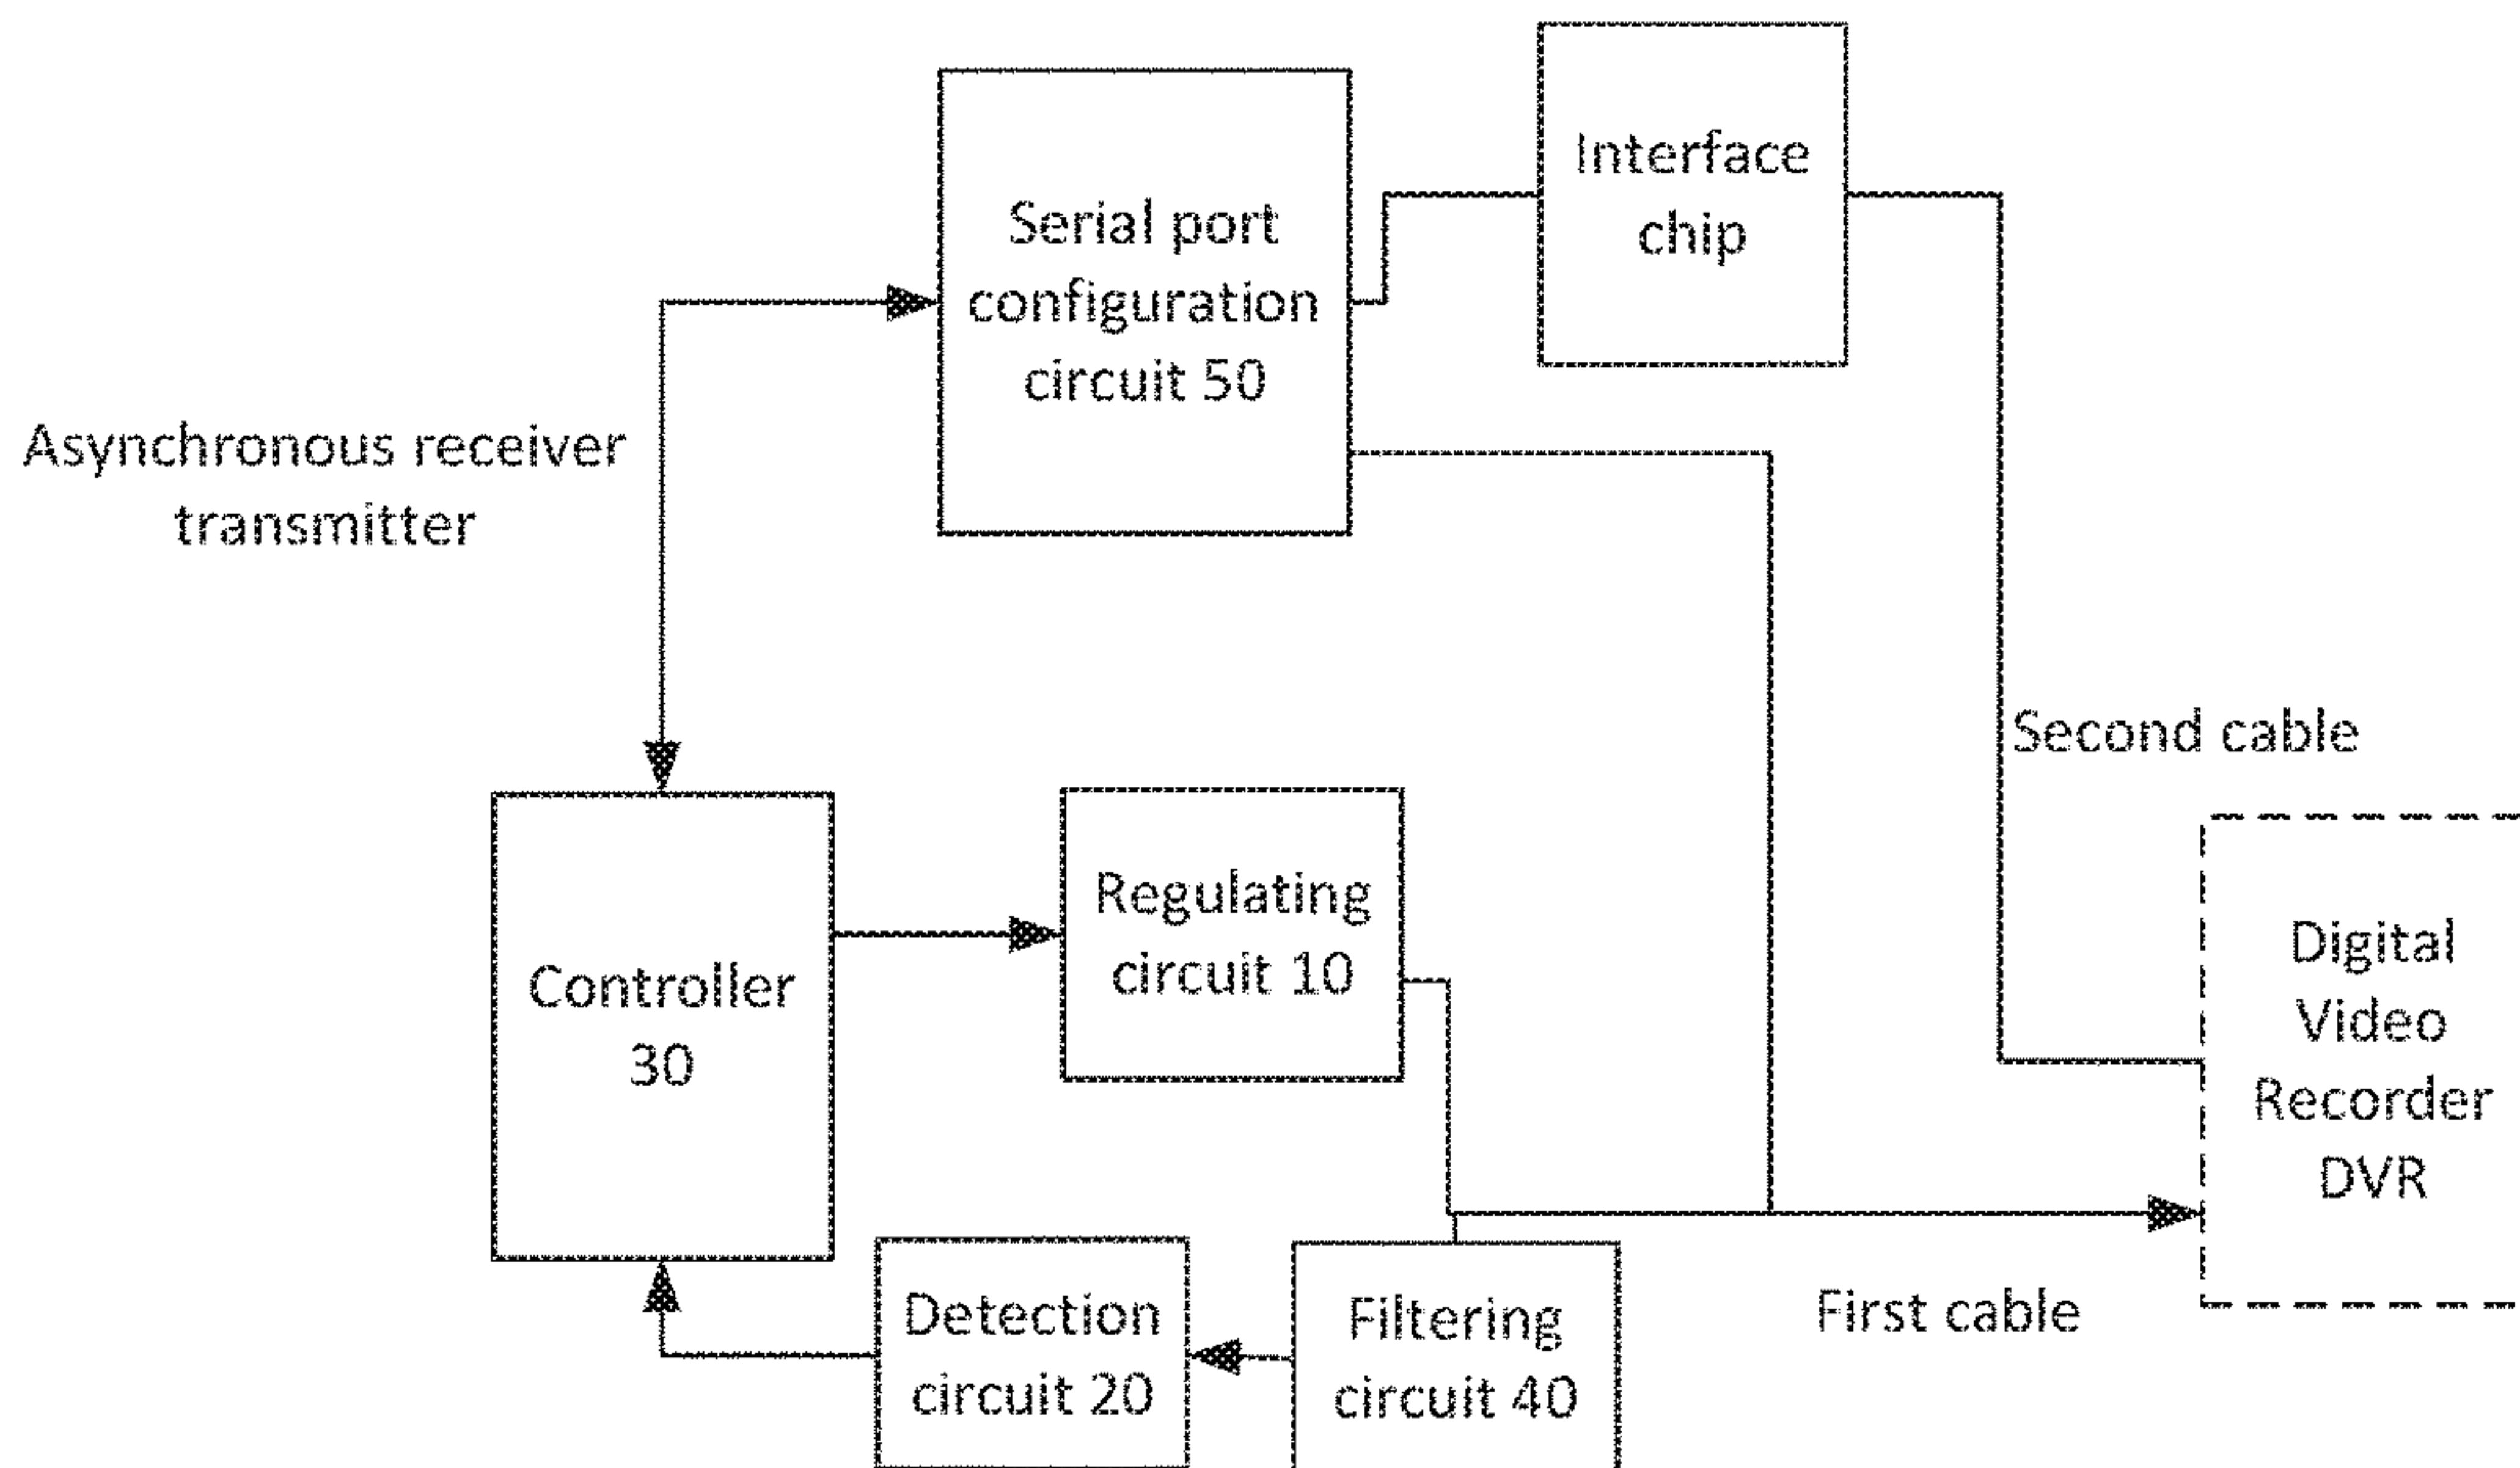 Interface
chip
Serial port
configuration
circuit 50
Asynchronous receiver
transmitter
Second cable
Controller
30
Regulating
circuit 10
Digital
Video
Recorder
DVR
Detection
circuit 20
Filtering
circuit 40
First cable